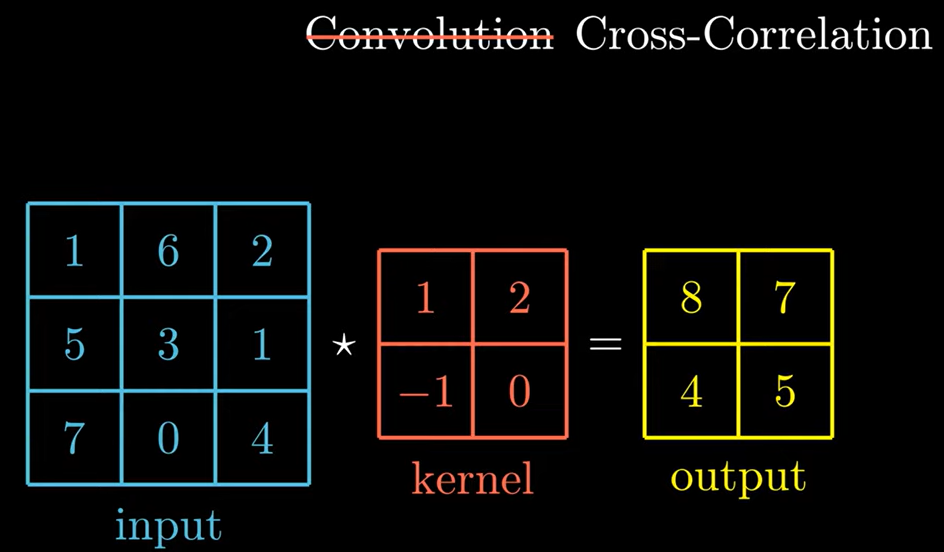 Convolution Cross-Correlation
1 6 2
5 3 1
7 0 4
input
⋆
1 2
−1 0
kernel
=
8 7
4 5
output